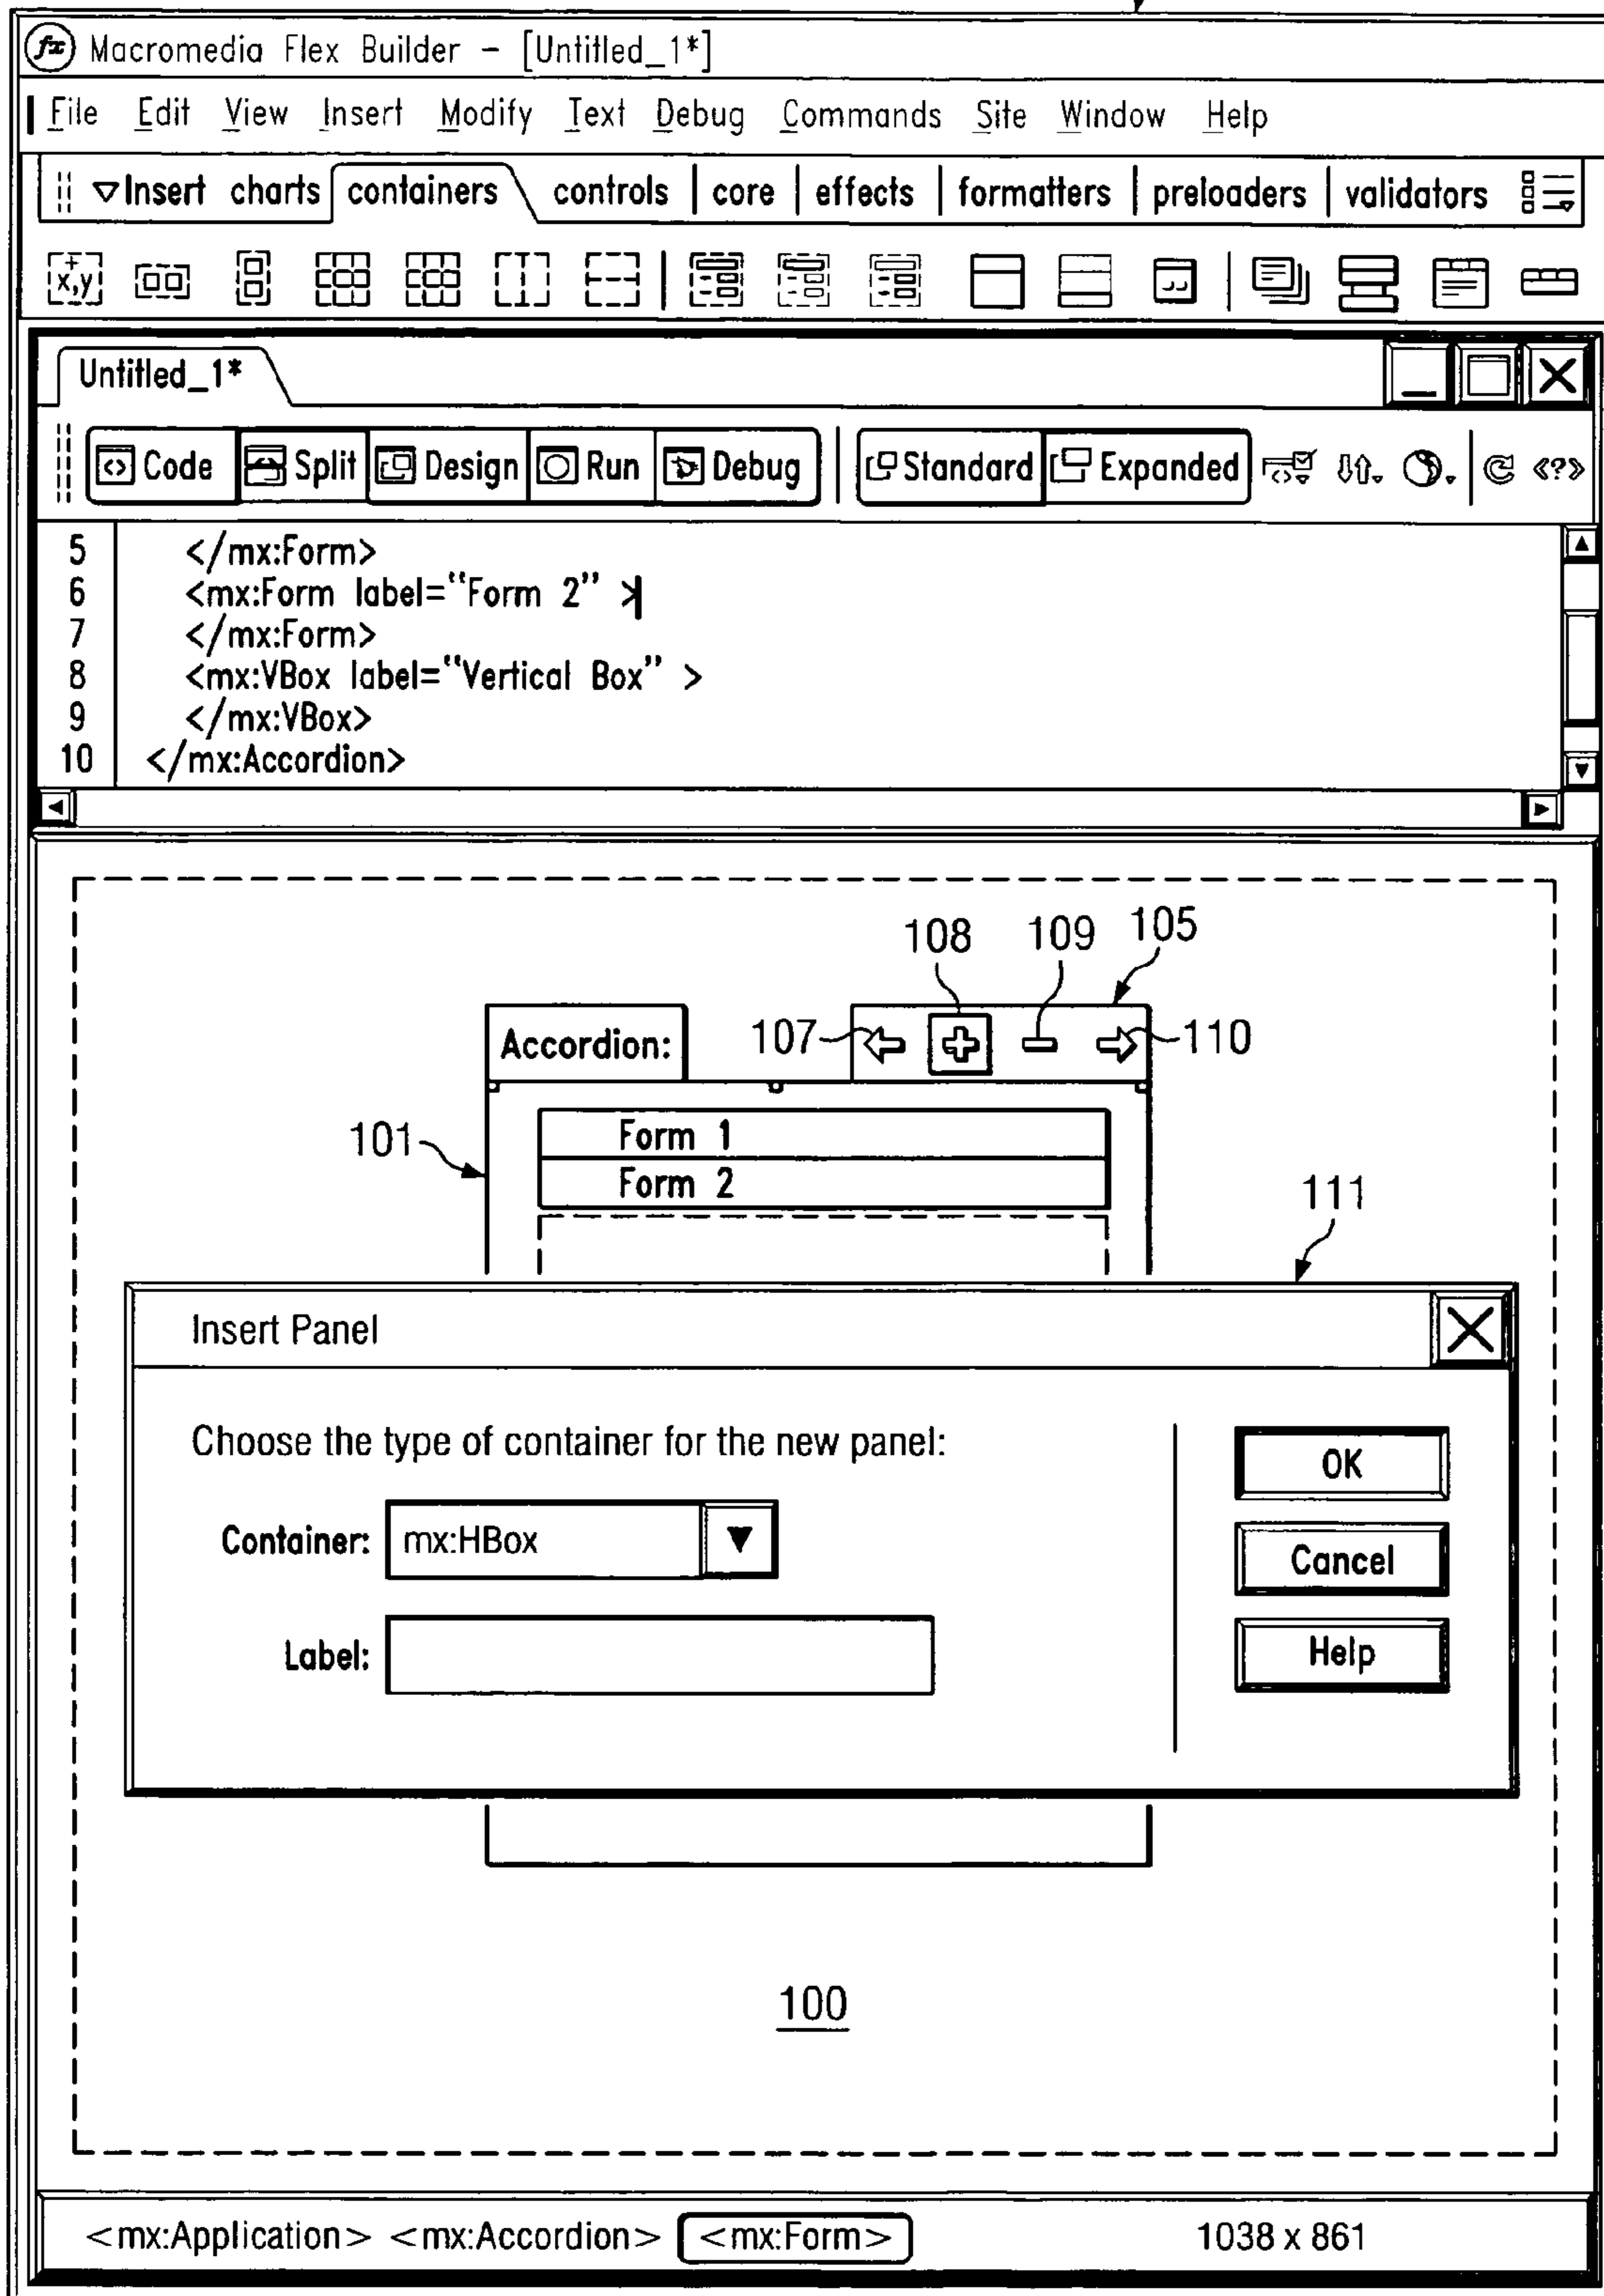 fx Macromedia Flex Builder - [Untitled_1*]
File Edit View Insert Modify Text Debug Commands Site Window Help
Insert charts containers controls core effects formatters preloaders validators
x,y
Untitled_1*
<> Code Split Design Run Debug Standard Expanded <?>
5 </mx:Form>
6 <mx:Form label="Form 2" >
7 </mx:Form>
8 <mx:VBox label="Vertical Box" >
9 </mx:VBox>
10 </mx:Accordion>
108 109 105
Accordion: 107 110
101
Form 1
Form 2
111
Insert Panel
Choose the type of container for the new panel:
OK
Container: mx:HBox
Cancel
Label:
Help
100
<mx:Application> <mx:Accordion> <mx:Form> 1038 x 861